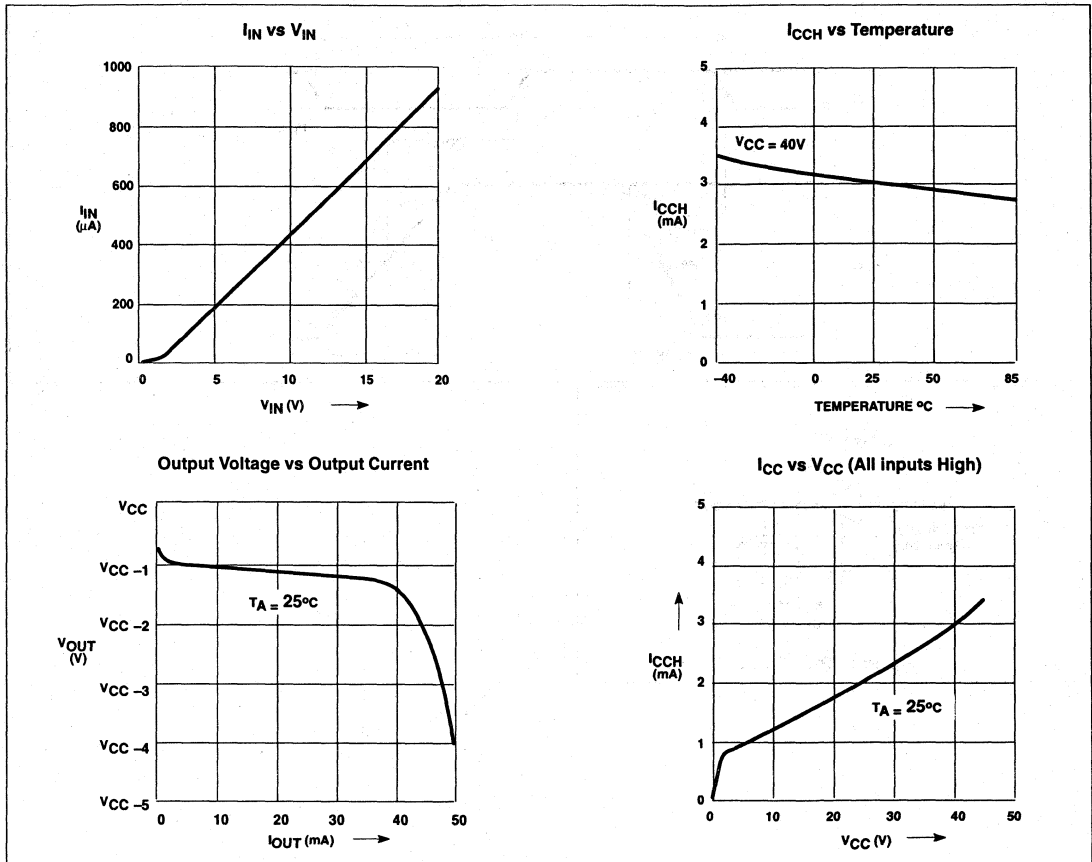 IIN vs VIN
1000
800
600
400
200
0
IIN
(μA)
0 5 10 15 20
VIN (V)
ICCH vs Temperature
5
4
3
2
1
0
VCC = 40V
ICCH
(mA)
–40 0 25 50 85
TEMPERATURE °C
Output Voltage vs Output Current
VCC
VCC –1
VCC –2
VCC –3
VCC –4
VCC –5
TA = 25°C
VOUT
(V)
0 10 20 30 40 50
IOUT (mA)
ICC vs VCC (All inputs High)
5
4
3
2
1
0
ICCH
(mA)
TA = 25°C
0 10 20 30 40 50
VCC (V)